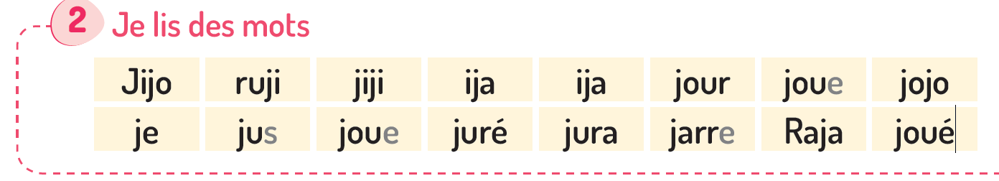 2 Je lis des mots
Jijo ruji jiji ija ija jour joue jojo
je jus joue juré jura jarre Raja joué